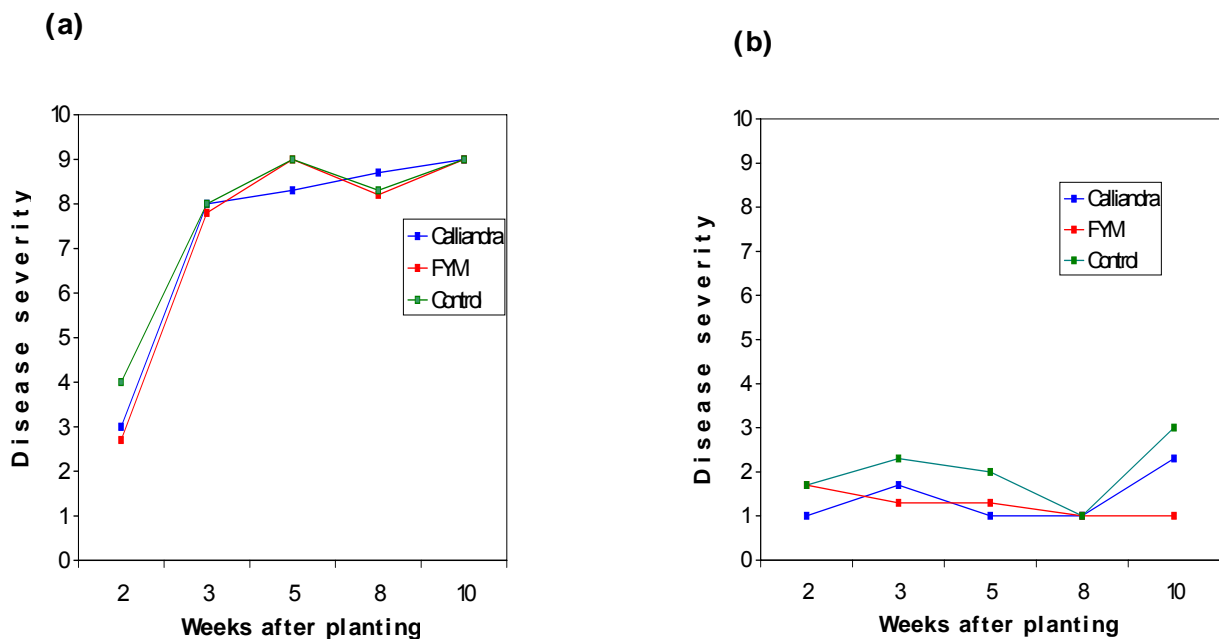 (a)
Disease severity
10
9
8
7
6
5
4
3
2
1
0
Calliandra
FYM
Control
2 3 5 8 10
Weeks after planting
(b)
Disease severity
10
9
8
7
6
5
4
3
2
1
0
Calliandra
FYM
Control
2 3 5 8 10
Weeks after planting